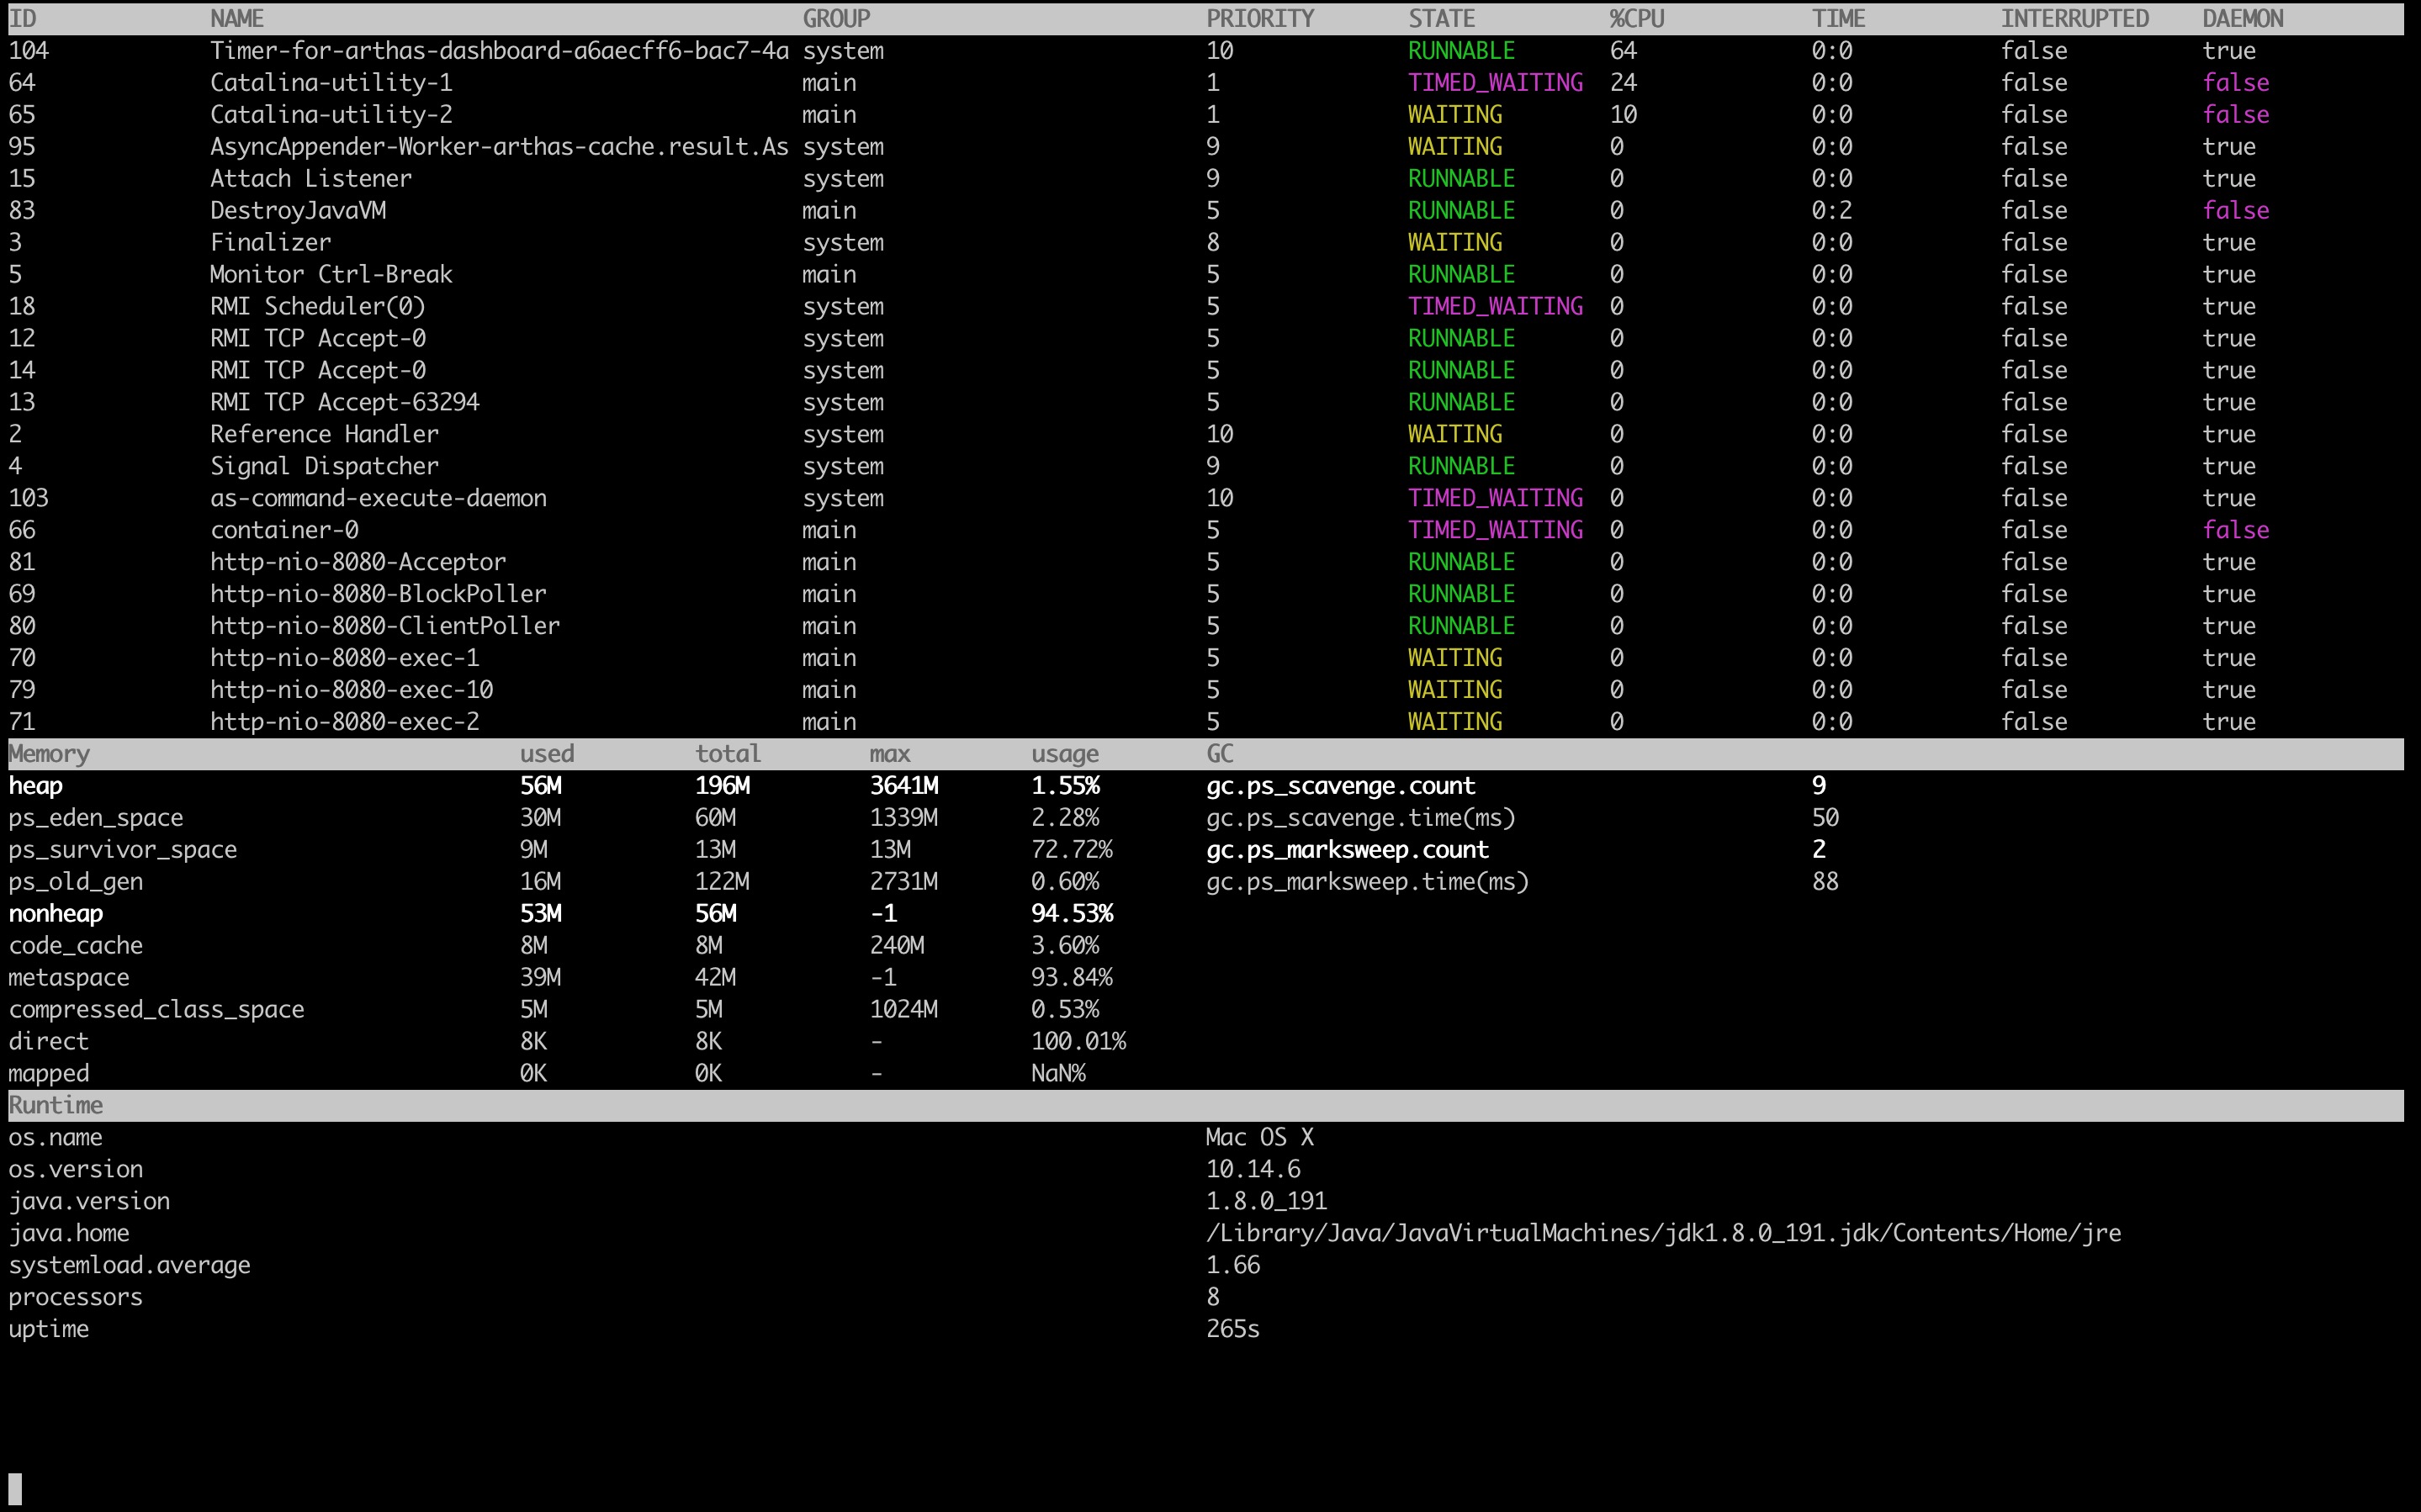 ID NAME GROUP PRIORITY STATE %CPU TIME INTERRUPTED DAEMON
104 Timer-for-arthas-dashboard-a6aecff6-bac7-4a system 10 RUNNABLE 64 0:0 false true
64 Catalina-utility-1 main 1 TIMED_WAITING 24 0:0 false false
65 Catalina-utility-2 main 1 WAITING 10 0:0 false false
95 AsyncAppender-Worker-arthas-cache.result.As system 9 WAITING 0 0:0 false true
15 Attach Listener system 9 RUNNABLE 0 0:0 false true
83 DestroyJavaVM main 5 RUNNABLE 0 0:2 false false
3 Finalizer system 8 WAITING 0 0:0 false true
5 Monitor Ctrl-Break main 5 RUNNABLE 0 0:0 false true
18 RMI Scheduler(0) system 5 TIMED_WAITING 0 0:0 false true
12 RMI TCP Accept-0 system 5 RUNNABLE 0 0:0 false true
14 RMI TCP Accept-0 system 5 RUNNABLE 0 0:0 false true
13 RMI TCP Accept-63294 system 5 RUNNABLE 0 0:0 false true
2 Reference Handler system 10 WAITING 0 0:0 false true
4 Signal Dispatcher system 9 RUNNABLE 0 0:0 false true
103 as-command-execute-daemon system 10 TIMED_WAITING 0 0:0 false true
66 container-0 main 5 TIMED_WAITING 0 0:0 false false
81 http-nio-8080-Acceptor main 5 RUNNABLE 0 0:0 false true
69 http-nio-8080-BlockPoller main 5 RUNNABLE 0 0:0 false true
80 http-nio-8080-ClientPoller main 5 RUNNABLE 0 0:0 false true
70 http-nio-8080-exec-1 main 5 WAITING 0 0:0 false true
79 http-nio-8080-exec-10 main 5 WAITING 0 0:0 false true
71 http-nio-8080-exec-2 main 5 WAITING 0 0:0 false true
Memory used total max usage GC
heap 56M 196M 3641M 1.55% gc.ps_scavenge.count 9
ps_eden_space 30M 60M 1339M 2.28% gc.ps_scavenge.time(ms) 50
ps_survivor_space 9M 13M 13M 72.72% gc.ps_marksweep.count 2
ps_old_gen 16M 122M 2731M 0.60% gc.ps_marksweep.time(ms) 88
nonheap 53M 56M -1 94.53%
code_cache 8M 8M 240M 3.60%
metaspace 39M 42M -1 93.84%
compressed_class_space 5M 5M 1024M 0.53%
direct 8K 8K - 100.01%
mapped 0K 0K - NaN%
Runtime
os.name Mac OS X
os.version 10.14.6
java.version 1.8.0_191
java.home /Library/Java/JavaVirtualMachines/jdk1.8.0_191.jdk/Contents/Home/jre
systemload.average 1.66
processors 8
uptime 265s